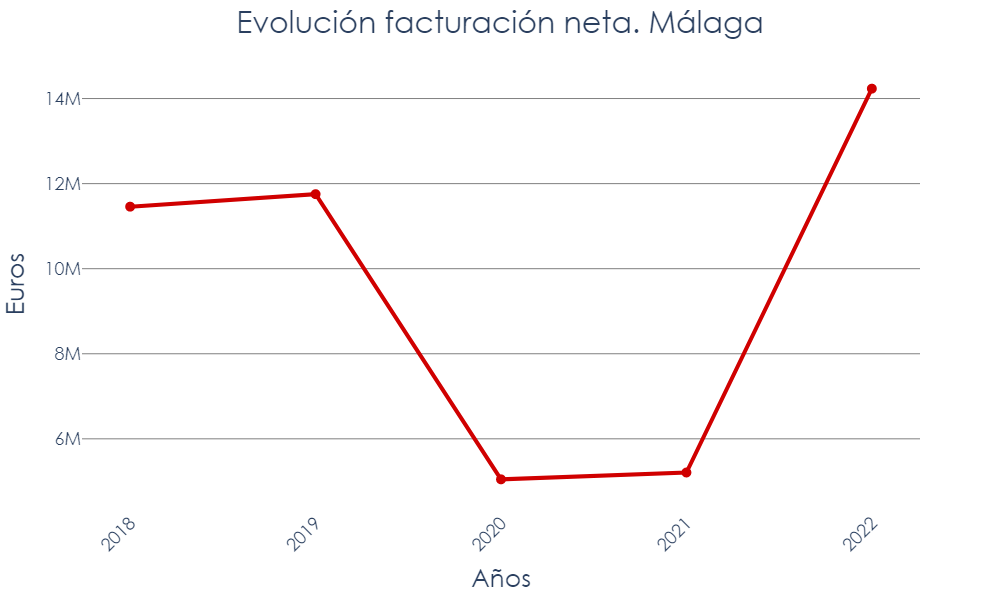 Evolución facturación neta. Málaga
14M
12M
10M
8M
6M
Euros
2018
2019
2020
2021
2022
Años